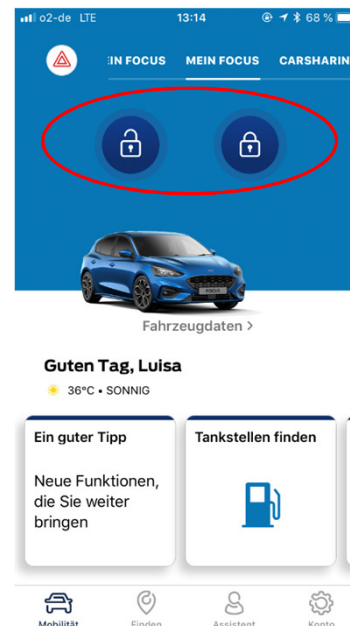 o2-de LTE 13:14 68 %
EIN FOCUS MEIN FOCUS CARSHARIN
FOCUS
Fahrzeugdaten >
Guten Tag, Luisa
36°C • SONNIG
Ein guter Tipp
Neue Funktionen,
die Sie weiter
bringen
Tankstellen finden
Mobilität Finden Assistent Konto